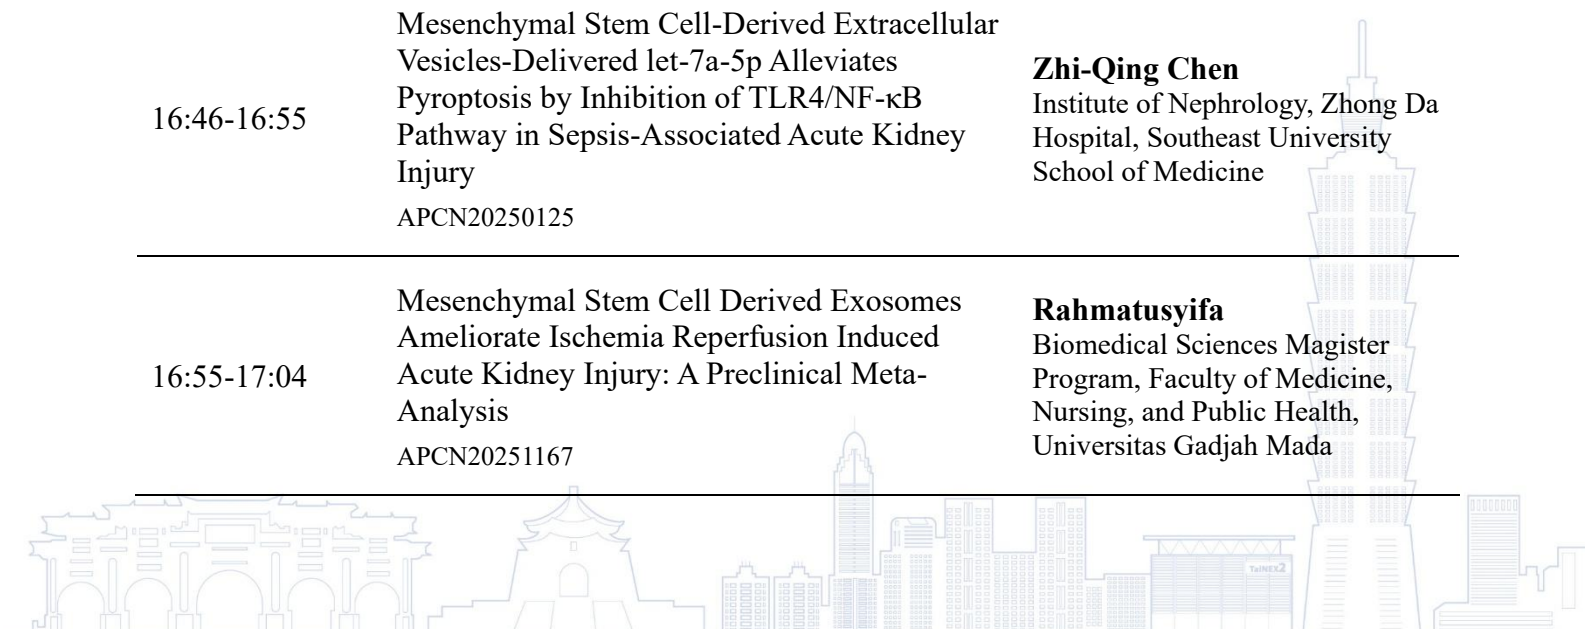 16:46-16:55
Mesenchymal Stem Cell-Derived Extracellular
Vesicles-Delivered let-7a-5p Alleviates
Pyroptosis by Inhibition of TLR4/NF-κB
Pathway in Sepsis-Associated Acute Kidney
Injury
APCN20250125
Zhi-Qing Chen
Institute of Nephrology, Zhong Da
Hospital, Southeast University
School of Medicine
16:55-17:04
Mesenchymal Stem Cell Derived Exosomes
Ameliorate Ischemia Reperfusion Induced
Acute Kidney Injury: A Preclinical Meta-
Analysis
APCN20251167
Rahmatusyifa
Biomedical Sciences Magister
Program, Faculty of Medicine,
Nursing, and Public Health,
Universitas Gadjah Mada
TaiNEX2